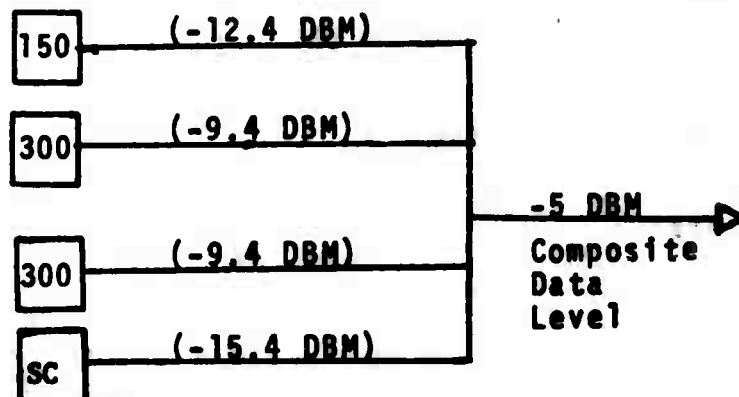 150 (-12.4 DBM)
300 (-9.4 DBM)
-5 DBM
Composite
Data
Level
300 (-9.4 DBM)
SC (-15.4 DBM)